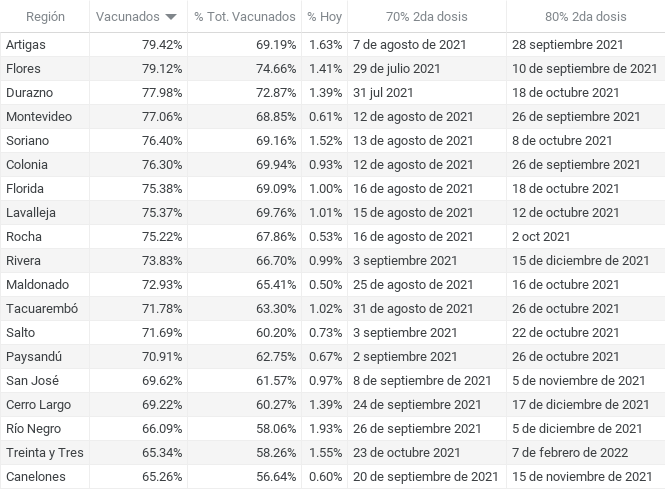 Región Vacunados % Tot. Vacunados % Hoy 70% 2da dosis 80% 2da dosis
Artigas 79.42% 69.19% 1.63% 7 de agosto de 2021 28 septiembre 2021
Flores 79.12% 74.66% 1.41% 29 de julio 2021 10 de septiembre de 2021
Durazno 77.98% 72.87% 1.39% 31 jul 2021 18 de octubre 2021
Montevideo 77.06% 68.85% 0.61% 12 de agosto de 2021 26 de septiembre 2021
Soriano 76.40% 69.16% 1.52% 13 de agosto de 2021 8 de octubre 2021
Colonia 76.30% 69.94% 0.93% 12 de agosto de 2021 26 de septiembre 2021
Florida 75.38% 69.09% 1.00% 16 de agosto de 2021 18 de octubre 2021
Lavalleja 75.37% 69.76% 1.01% 15 de agosto de 2021 12 de octubre 2021
Rocha 75.22% 67.86% 0.53% 16 de agosto de 2021 2 oct 2021
Rivera 73.83% 66.70% 0.99% 3 septiembre 2021 15 de diciembre de 2021
Maldonado 72.93% 65.41% 0.50% 25 de agosto de 2021 16 de octubre 2021
Tacuarembó 71.78% 63.30% 1.02% 31 de agosto de 2021 26 de octubre 2021
Salto 71.69% 60.20% 0.73% 3 septiembre 2021 22 de octubre 2021
Paysandú 70.91% 62.75% 0.67% 2 septiembre 2021 26 de octubre 2021
San José 69.62% 61.57% 0.97% 8 de septiembre de 2021 5 de noviembre de 2021
Cerro Largo 69.22% 60.27% 1.39% 24 de septiembre 2021 17 de diciembre de 2021
Río Negro 66.09% 58.06% 1.93% 26 de septiembre 2021 5 de diciembre de 2021
Treinta y Tres 65.34% 58.26% 1.55% 23 de octubre 2021 7 de febrero de 2022
Canelones 65.26% 56.64% 0.60% 20 de septiembre de 2021 15 de noviembre de 2021